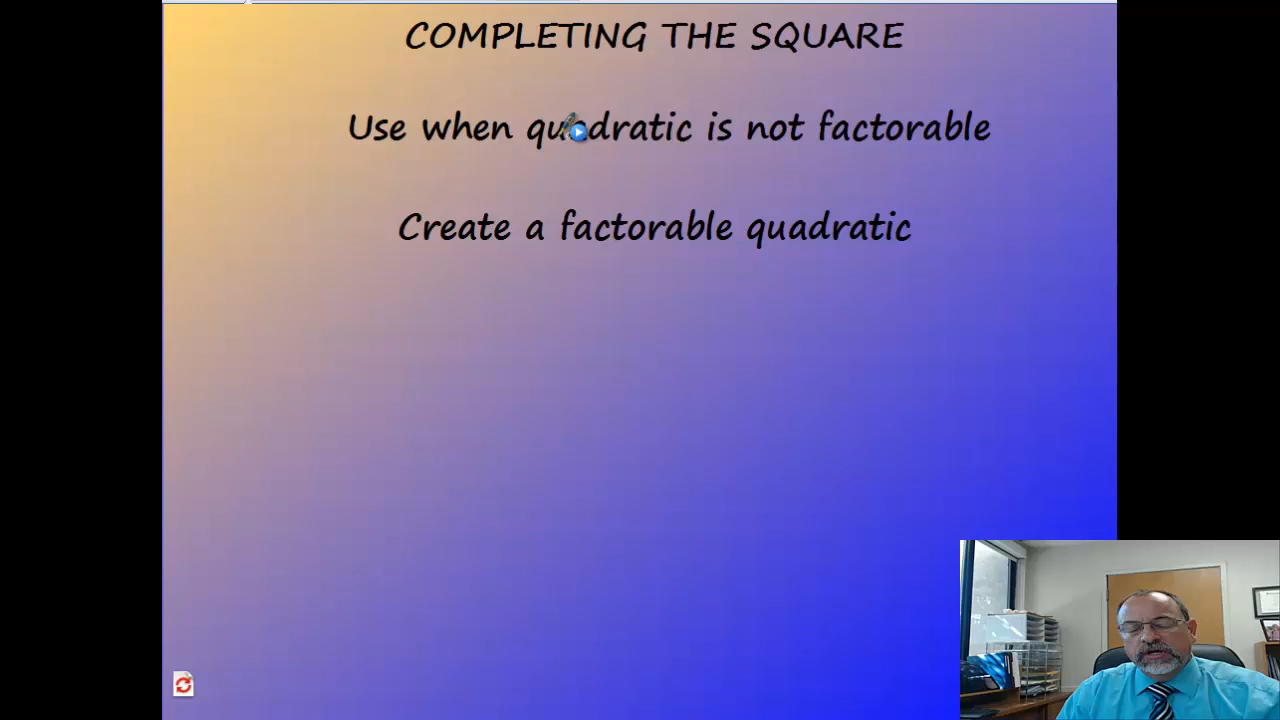 COMPLETING THE SQUARE
Use when quadratic is not factorable
Create a factorable quadratic